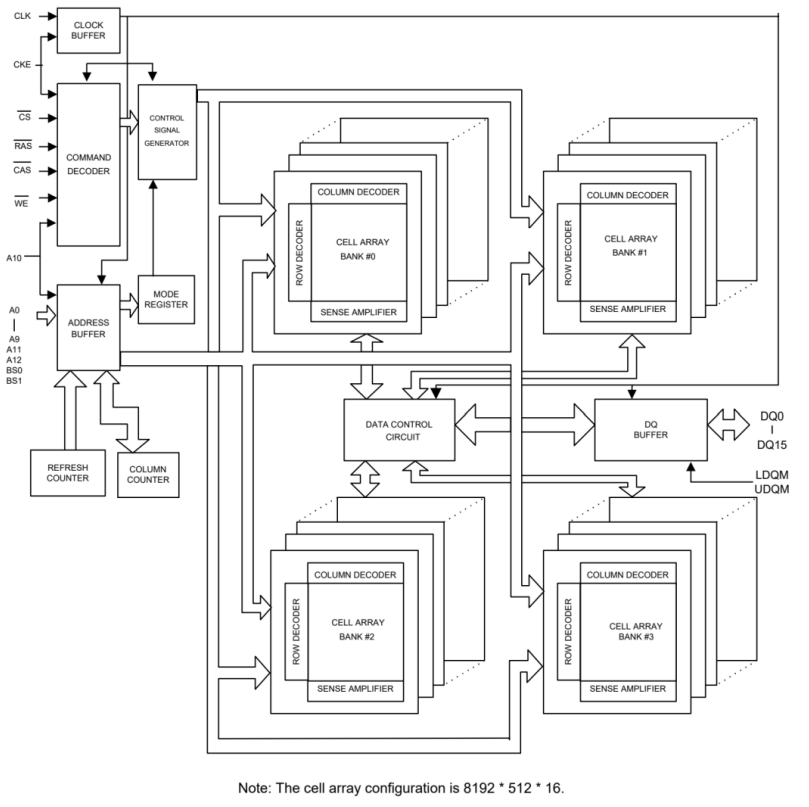 CLK
CLOCK
BUFFER
CKE
CS
RAS
CAS
WE
COMMAND
DECODER
CONTROL
SIGNAL
GENERATOR
A10
A0
A9
A11
A12
BS0
BS1
ADDRESS
BUFFER
MODE
REGISTER
REFRESH
COUNTER
COLUMN
COUNTER
COLUMN DECODER
ROW DECODER
CELL ARRAY
BANK #0
SENSE AMPLIFIER
COLUMN DECODER
ROW DECODER
CELL ARRAY
BANK #1
SENSE AMPLIFIER
DATA CONTROL
CIRCUIT
DQ
BUFFER
DQ0
DQ15
LDQM
UDQM
COLUMN DECODER
ROW DECODER
CELL ARRAY
BANK #2
SENSE AMPLIFIER
COLUMN DECODER
ROW DECODER
CELL ARRAY
BANK #3
SENSE AMPLIFIER
Note: The cell array configuration is 8192 * 512 * 16.